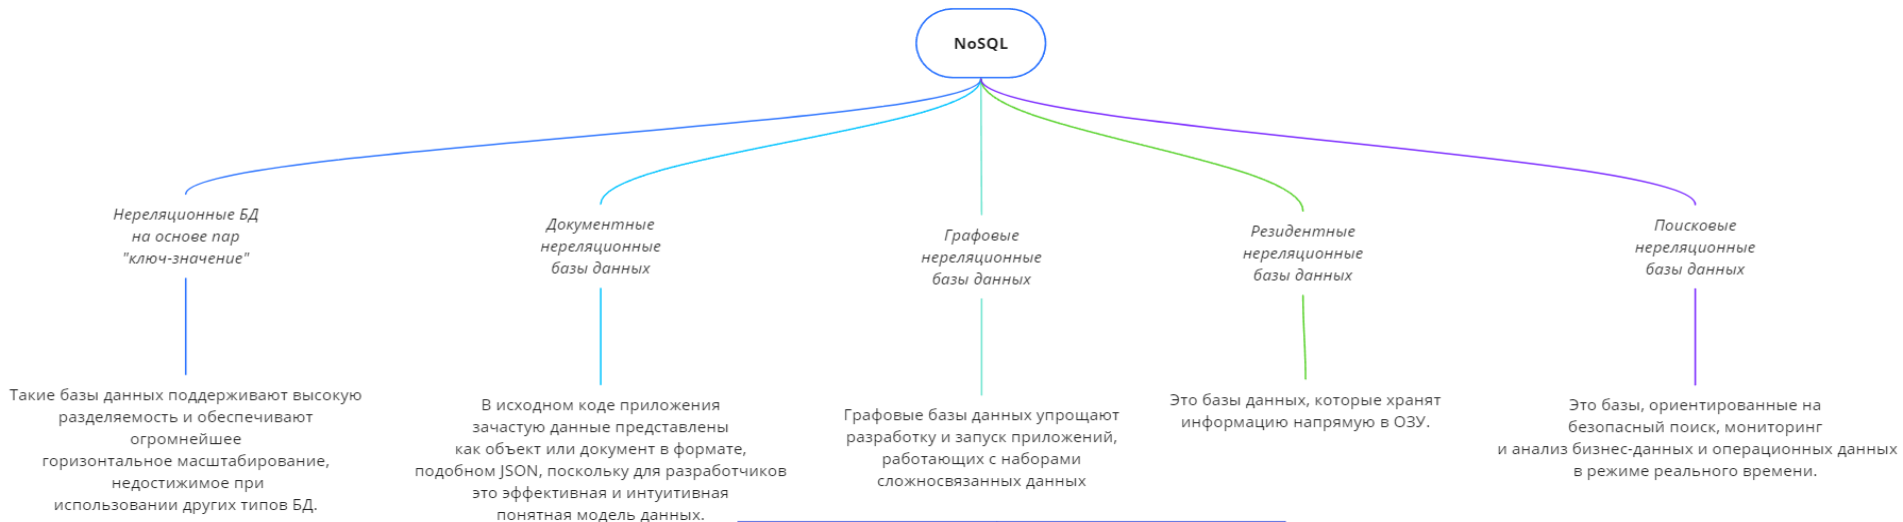 NoSQL
Нереляционные БД
на основе пар
"ключ-значение"
Документные
нереляционные
базы данных
Графовые
нереляционные
базы данных
Резидентные
нереляционные
базы данных
Поисковые
нереляционные
базы данных
Такие базы данных поддерживают высокую
разделяемость и обеспечивают
огромнейшее
горизонтальное масштабирование,
недостижимое при
использовании других типов БД.
В исходном коде приложения
зачастую данные представлены
как объект или документ в формате,
подобном JSON, поскольку для разработчиков
это эффективная и интуитивная
понятная модель данных.
Графовые базы данных упрощают
разработку и запуск приложений,
работающих с наборами
сложносвязанных данных
Это базы данных, которые хранят
информацию напрямую в ОЗУ.
Это базы, ориентированные на
безопасный поиск, мониторинг
и анализ бизнес-данных и операционных данных
в режиме реального времени.